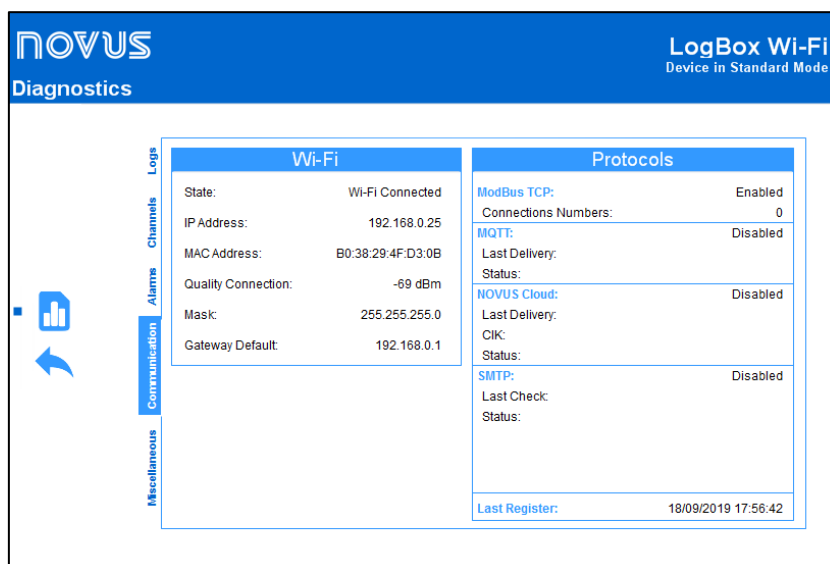 novus
LogBox Wi-Fi
Device in Standard Mode
Diagnostics
Logs
Channels
Alarms
Communication
Miscellaneous
Wi-Fi
State: Wi-Fi Connected
IP Address: 192.168.0.25
MAC Address: B0:38:29:4F:D3:0B
Quality Connection: -69 dBm
Mask: 255.255.255.0
Gateway Default: 192.168.0.1
Protocols
ModBus TCP: Enabled
Connections Numbers: 0
MQTT: Disabled
Last Delivery:
Status:
NOVUS Cloud: Disabled
Last Delivery:
CIK:
Status:
SMTP: Disabled
Last Check:
Status:
Last Register: 18/09/2019 17:56:42